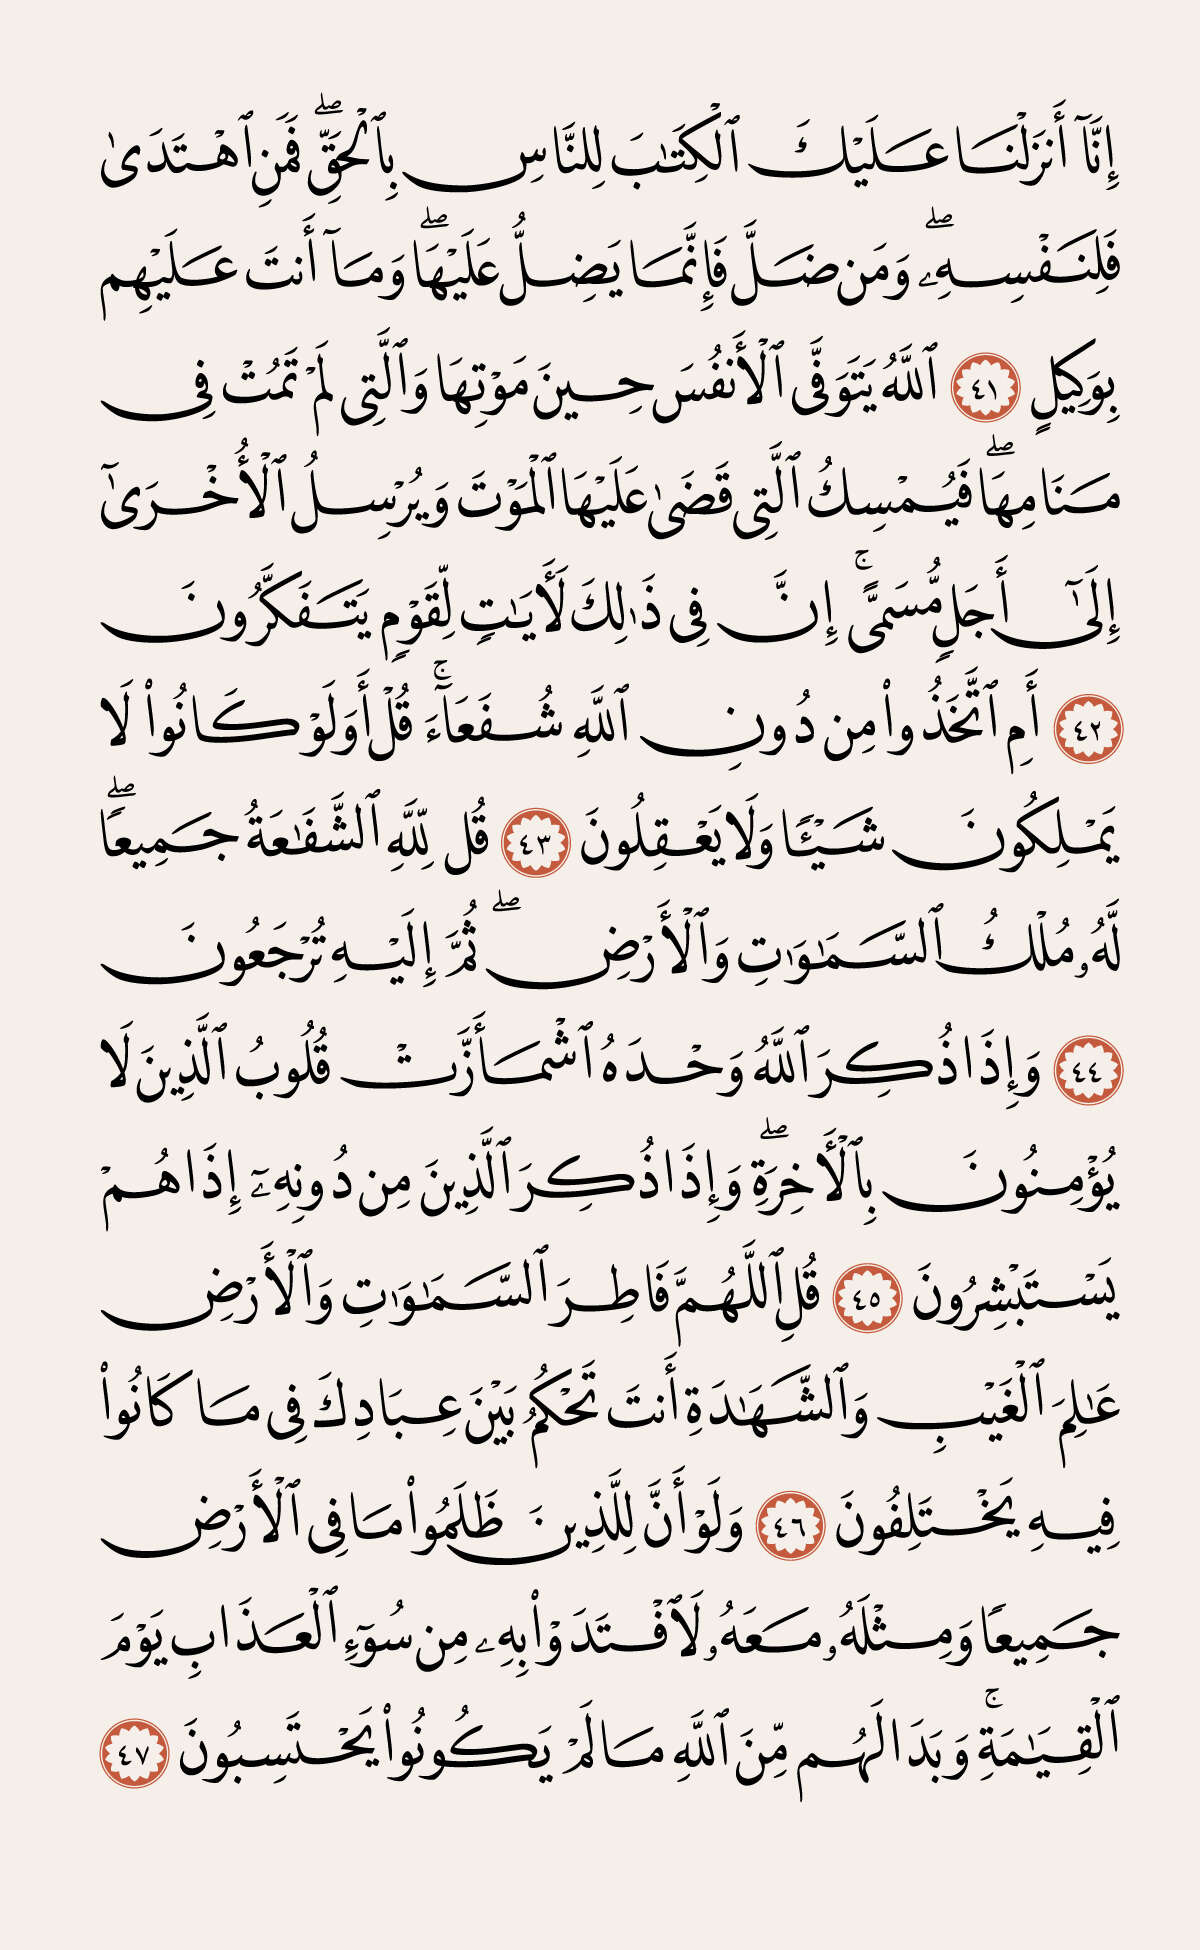 إِنَّآ أَنزَلْنَا عَلَيْكَ ٱلْكِتَـٰبَ لِلنَّاسِ بِٱلْحَقِّ ۖ فَمَنِ ٱهْتَدَىٰ
فَلِنَفْسِهِۦ ۖ وَمَن ضَلَّ فَإِنَّمَا يَضِلُّ عَلَيْهَا ۖ وَمَآ أَنتَ عَلَيْهِم
بِوَكِيلٍ ٤١ ٱللَّهُ يَتَوَفَّى ٱلْأَنفُسَ حِينَ مَوْتِهَا وَٱلَّتِى لَمْ تَمُتْ فِى
مَنَامِهَا ۖ فَيُمْسِكُ ٱلَّتِى قَضَىٰ عَلَيْهَا ٱلْمَوْتَ وَيُرْسِلُ ٱلْأُخْرَىٰٓ
إِلَىٰٓ أَجَلٍ مُّسَمًّى ۚ إِنَّ فِى ذَٰلِكَ لَـَٔايَـٰتٍ لِّقَوْمٍ يَتَفَكَّرُونَ
٤٢ أَمِ ٱتَّخَذُوا۟ مِن دُونِ ٱللَّهِ شُفَعَآءَ ۚ قُلْ أَوَلَوْ كَانُوا۟ لَا
يَمْلِكُونَ شَيْـًٔا وَلَا يَعْقِلُونَ ٤٣ قُل لِّلَّهِ ٱلشَّفَـٰعَةُ جَمِيعًا ۖ
لَّهُۥ مُلْكُ ٱلسَّمَـٰوَٰتِ وَٱلْأَرْضِ ۖ ثُمَّ إِلَيْهِ تُرْجَعُونَ
٤٤ وَإِذَا ذُكِرَ ٱللَّهُ وَحْدَهُ ٱشْمَأَزَّتْ قُلُوبُ ٱلَّذِينَ لَا
يُؤْمِنُونَ بِٱلْـَٔاخِرَةِ ۖ وَإِذَا ذُكِرَ ٱلَّذِينَ مِن دُونِهِۦٓ إِذَا هُمْ
يَسْتَبْشِرُونَ ٤٥ قُلِ ٱللَّهُمَّ فَاطِرَ ٱلسَّمَـٰوَٰتِ وَٱلْأَرْضِ
عَـٰلِمَ ٱلْغَيْبِ وَٱلشَّهَـٰدَةِ أَنتَ تَحْكُمُ بَيْنَ عِبَادِكَ فِى مَا كَانُوا۟
فِيهِ يَخْتَلِفُونَ ٤٦ وَلَوْ أَنَّ لِلَّذِينَ ظَلَمُوا۟ مَا فِى ٱلْأَرْضِ
جَمِيعًا وَمِثْلَهُۥ مَعَهُۥ لَٱفْتَدَوْا۟ بِهِۦ مِن سُوٓءِ ٱلْعَذَابِ يَوْمَ
ٱلْقِيَـٰمَةِ ۚ وَبَدَا لَهُم مِّنَ ٱللَّهِ مَا لَمْ يَكُونُوا۟ يَحْتَسِبُونَ ٤٧